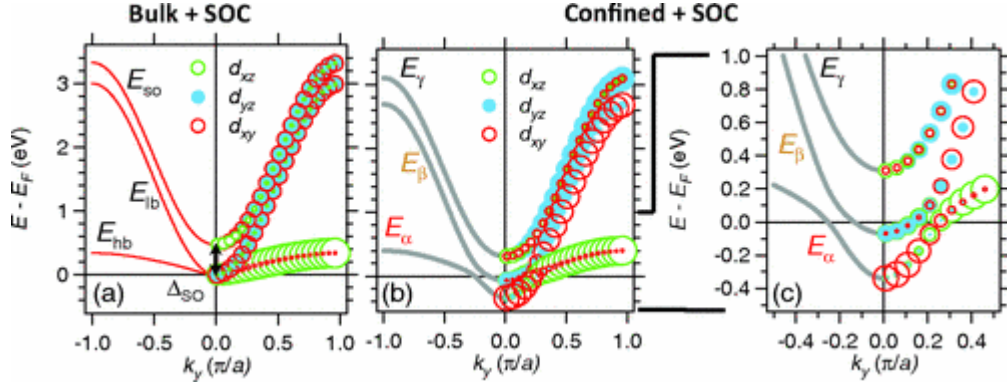 Bulk + SOC
Confined + SOC
E - E_F (eV)
3
2
1
0
E_so
E_lb
E_hb
Δ_SO
d_xz
d_yz
d_xy
(a)
-1.0 -0.5 0.0 0.5 1.0
k_y (π/a)
E_γ
E_β
E_α
d_xz
d_yz
d_xy
(b)
-1.0 -0.5 0.0 0.5 1.0
k_y (π/a)
E - E_F (eV)
1.0
0.8
0.6
0.4
0.2
0.0
-0.2
-0.4
E_γ
E_β
E_α
(c)
-0.4 -0.2 0.0 0.2 0.4
k_y (π/a)